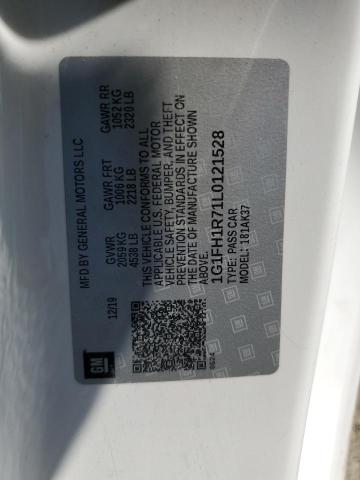 MFD BY GENERAL MOTORS LLC
12/19
GVWR GAWR FRT GAWR RR
2059 KG 1006 KG 1052 KG
4538 LB 2218 LB 2320 LB
THIS VEHICLE CONFORMS TO ALL
APPLICABLE U.S. FEDERAL MOTOR
VEHICLE SAFETY, BUMPER, AND THEFT
PREVENTION STANDARDS IN EFFECT ON
THE DATE OF MANUFACTURE SHOWN
ABOVE.
1G1FH1R71L0121528
TYPE: PASS CAR
181AK37
6624
GM